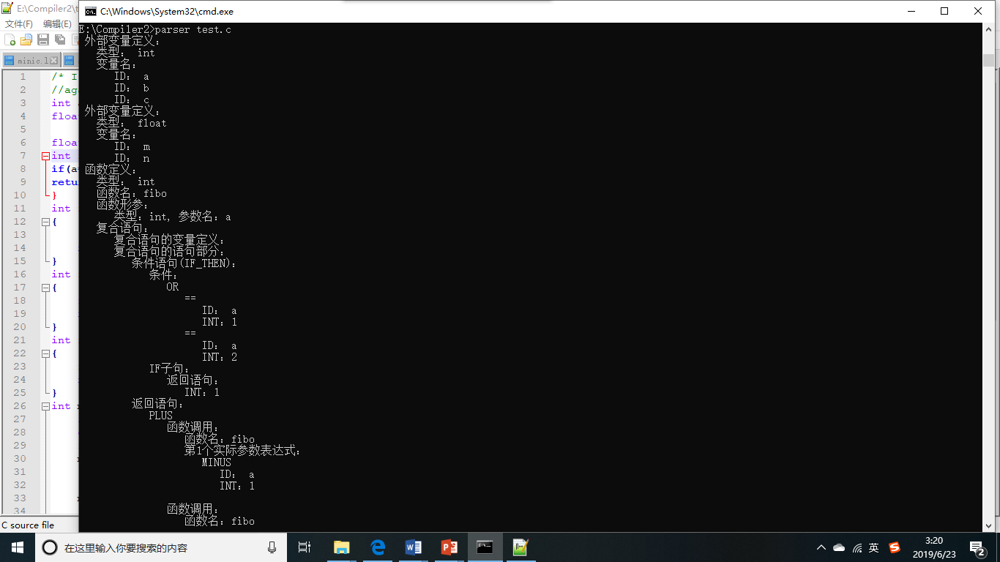 E:\Compiler2\t
C:\Windows\System32\cmd.exe
文件(F) 编辑(E)
minic.l
1 /* I
2 //aga
3 int
4 floa
5
6 floa
7 int
8 if(a
9 retu
10 }
11 int
12 {
13
14
15 }
16 int
17 {
18
19
20 }
21 int
22 {
23
24
25 }
26 int
27
28
29
30
31
32
33
34
C source file
E:\Compiler2>parser test.c
外部变量定义：
类型： int
变量名：
ID： a
ID： b
ID： c
外部变量定义：
类型： float
变量名：
ID： m
ID： n
函数定义：
类型： int
函数名：fibo
函数形参：
类型：int, 参数名：a
复合语句：
复合语句的变量定义：
复合语句的语句部分：
条件语句(IF_THEN)：
条件：
OR
==
ID： a
INT：1
==
ID： a
INT：2
IF子句：
返回语句：
INT：1
返回语句：
PLUS
函数调用：
函数名：fibo
第1个实际参数表达式：
MINUS
ID： a
INT：1
函数调用：
函数名：fibo
在这里输入你要搜索的内容
英
3:20
2019/6/23
2